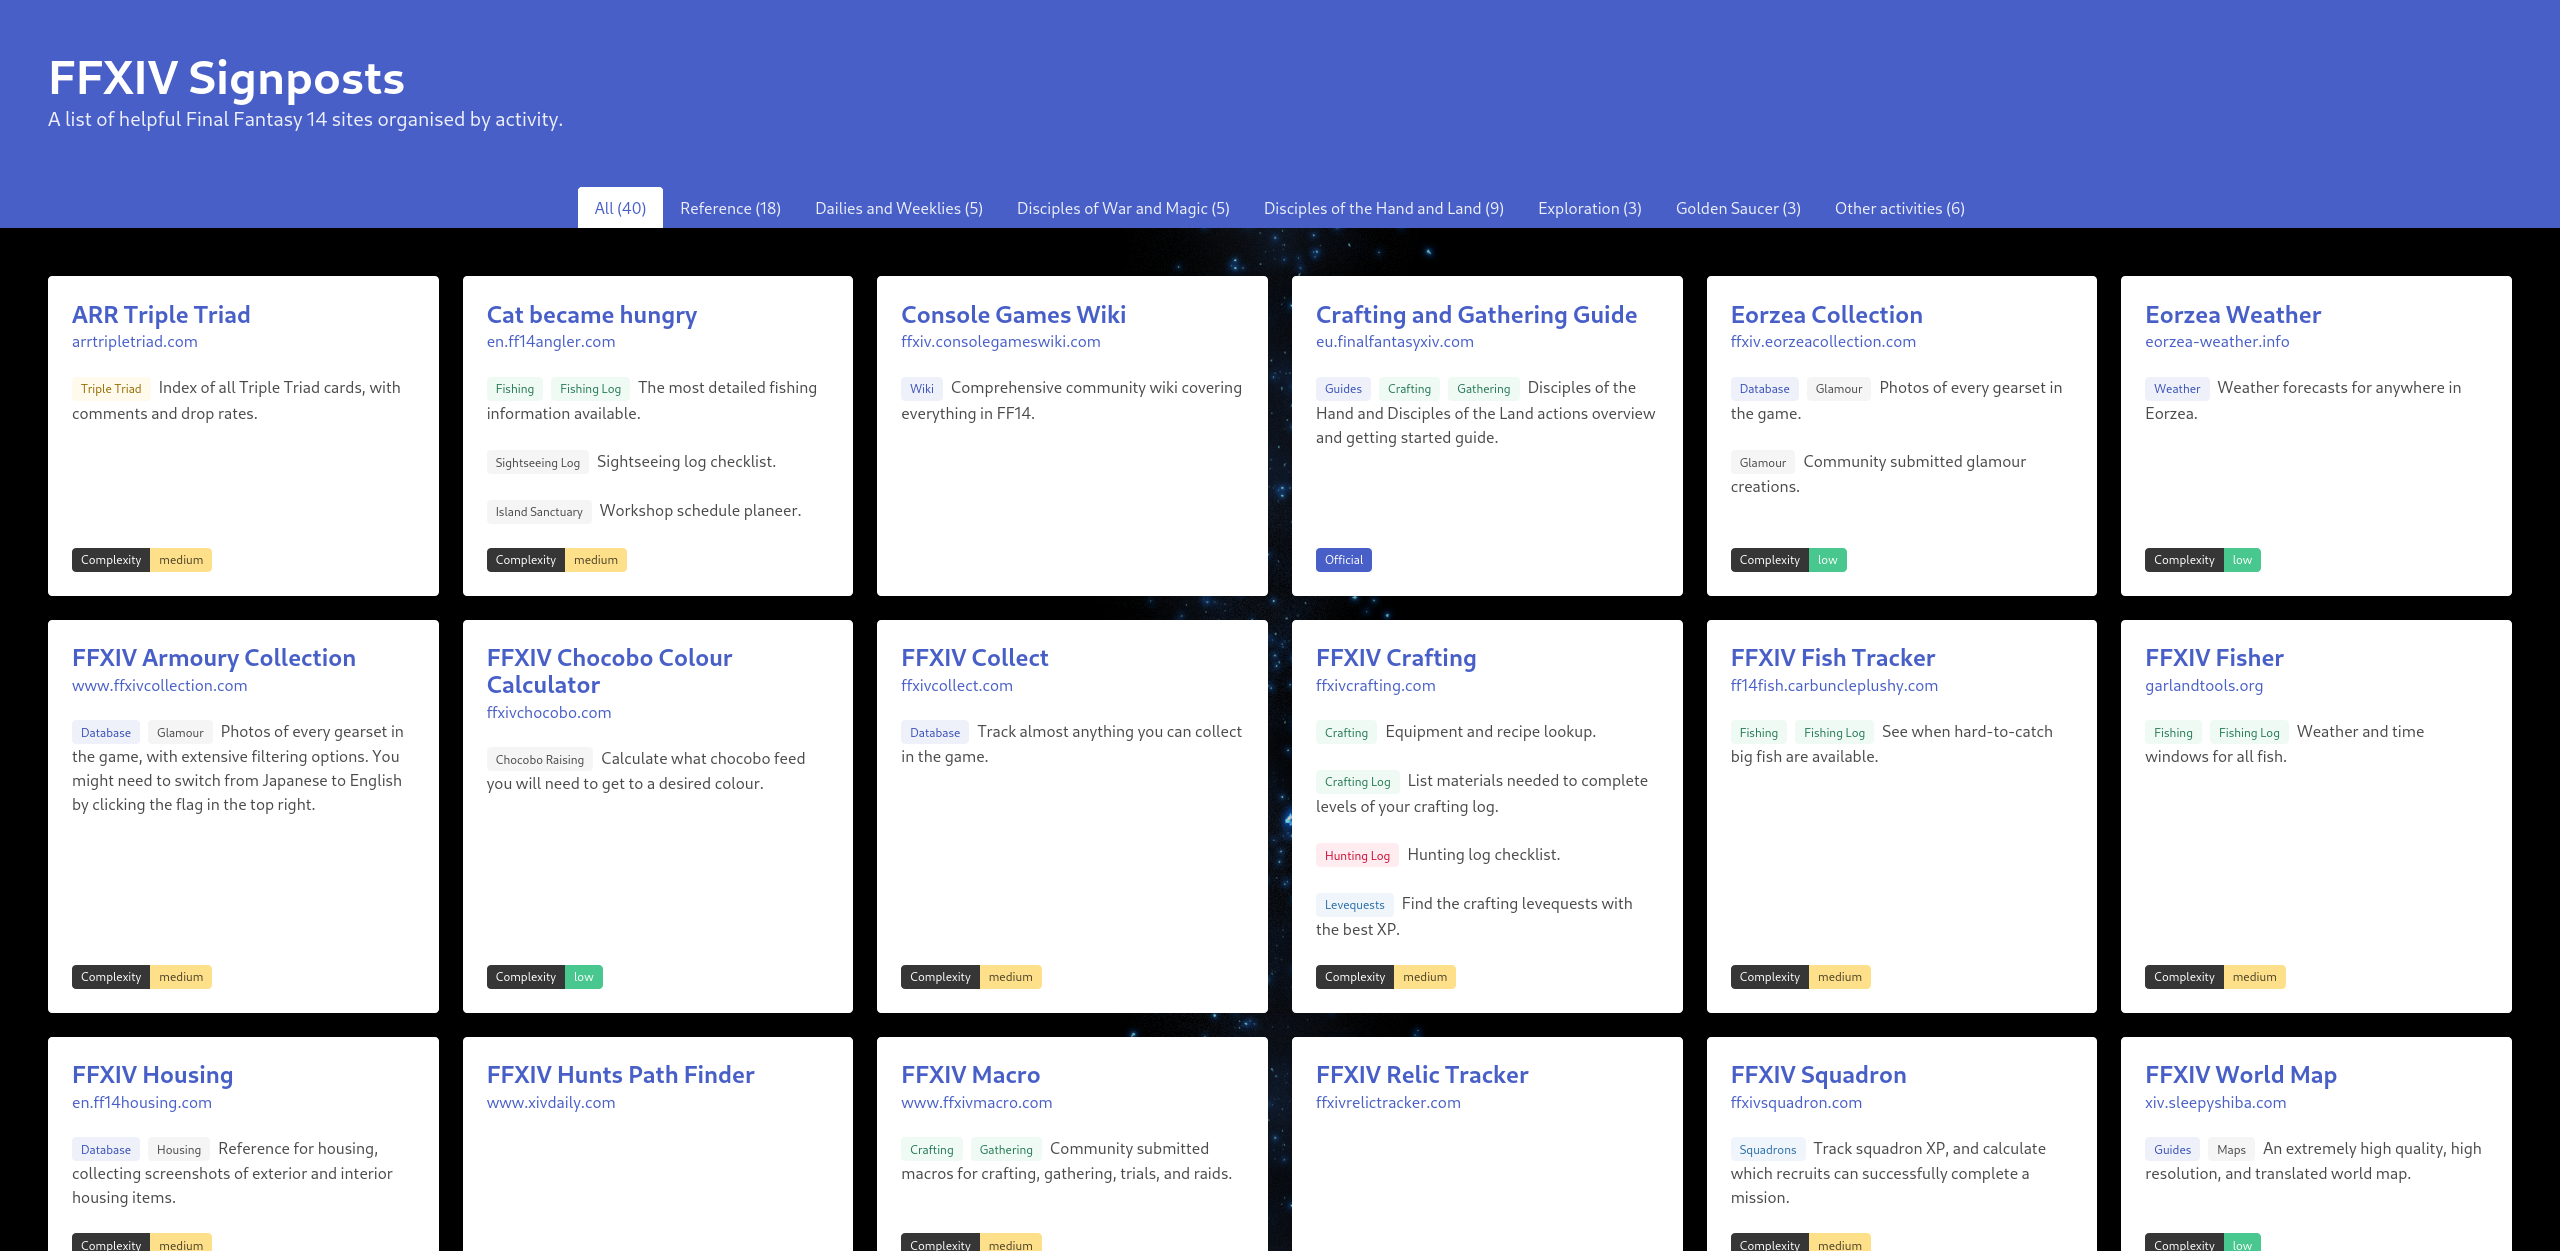 FFXIV Signposts
A list of helpful Final Fantasy 14 sites organised by activity.
All (40)
Reference (18)
Dailies and Weeklies (5)
Disciples of War and Magic (5)
Disciples of the Hand and Land (9)
Exploration (3)
Golden Saucer (3)
Other activities (6)
ARR Triple Triad
arrtripletriad.com
Triple Triad Index of all Triple Triad cards, with
comments and drop rates.
Complexity medium
Cat became hungry
en.ff14angler.com
Fishing Fishing Log The most detailed fishing
information available.
Sightseeing Log Sightseeing log checklist.
Island Sanctuary Workshop schedule planeer.
Complexity medium
Console Games Wiki
ffxiv.consolegameswiki.com
Wiki Comprehensive community wiki covering
everything in FF14.
Crafting and Gathering Guide
eu.finalfantasyxiv.com
Guides Crafting Gathering Disciples of the
Hand and Disciples of the Land actions overview
and getting started guide.
Official
Eorzea Collection
ffxiv.eorzeacollection.com
Database Glamour Photos of every gearset in
the game.
Glamour Community submitted glamour
creations.
Complexity low
Eorzea Weather
eorzea-weather.info
Weather Weather forecasts for anywhere in
Eorzea.
Complexity low
FFXIV Armoury Collection
www.ffxivcollection.com
Database Glamour Photos of every gearset in
the game, with extensive filtering options. You
might need to switch from Japanese to English
by clicking the flag in the top right.
Complexity medium
FFXIV Chocobo Colour
Calculator
ffxivchocobo.com
Chocobo Raising Calculate what chocobo feed
you will need to get to a desired colour.
Complexity low
FFXIV Collect
ffxivcollect.com
Database Track almost anything you can collect
in the game.
Complexity medium
FFXIV Crafting
ffxivcrafting.com
Crafting Equipment and recipe lookup.
Crafting Log List materials needed to complete
levels of your crafting log.
Hunting Log Hunting log checklist.
Levequests Find the crafting levequests with
the best XP.
Complexity medium
FFXIV Fish Tracker
ff14fish.carbuncleplushy.com
Fishing Fishing Log See when hard-to-catch
big fish are available.
Complexity medium
FFXIV Fisher
garlandtools.org
Fishing Fishing Log Weather and time
windows for all fish.
Complexity medium
FFXIV Housing
en.ff14housing.com
Database Housing Reference for housing,
collecting screenshots of exterior and interior
housing items.
Complexity medium
FFXIV Hunts Path Finder
www.xivdaily.com
FFXIV Macro
www.ffxivmacro.com
Crafting Gathering Community submitted
macros for crafting, gathering, trials, and raids.
Complexity medium
FFXIV Relic Tracker
ffxivrelictracker.com
FFXIV Squadron
ffxivsquadron.com
Squadrons Track squadron XP, and calculate
which recruits can successfully complete a
mission.
Complexity medium
FFXIV World Map
xiv.sleepyshiba.com
Guides Maps An extremely high quality, high
resolution, and translated world map.
Complexity low